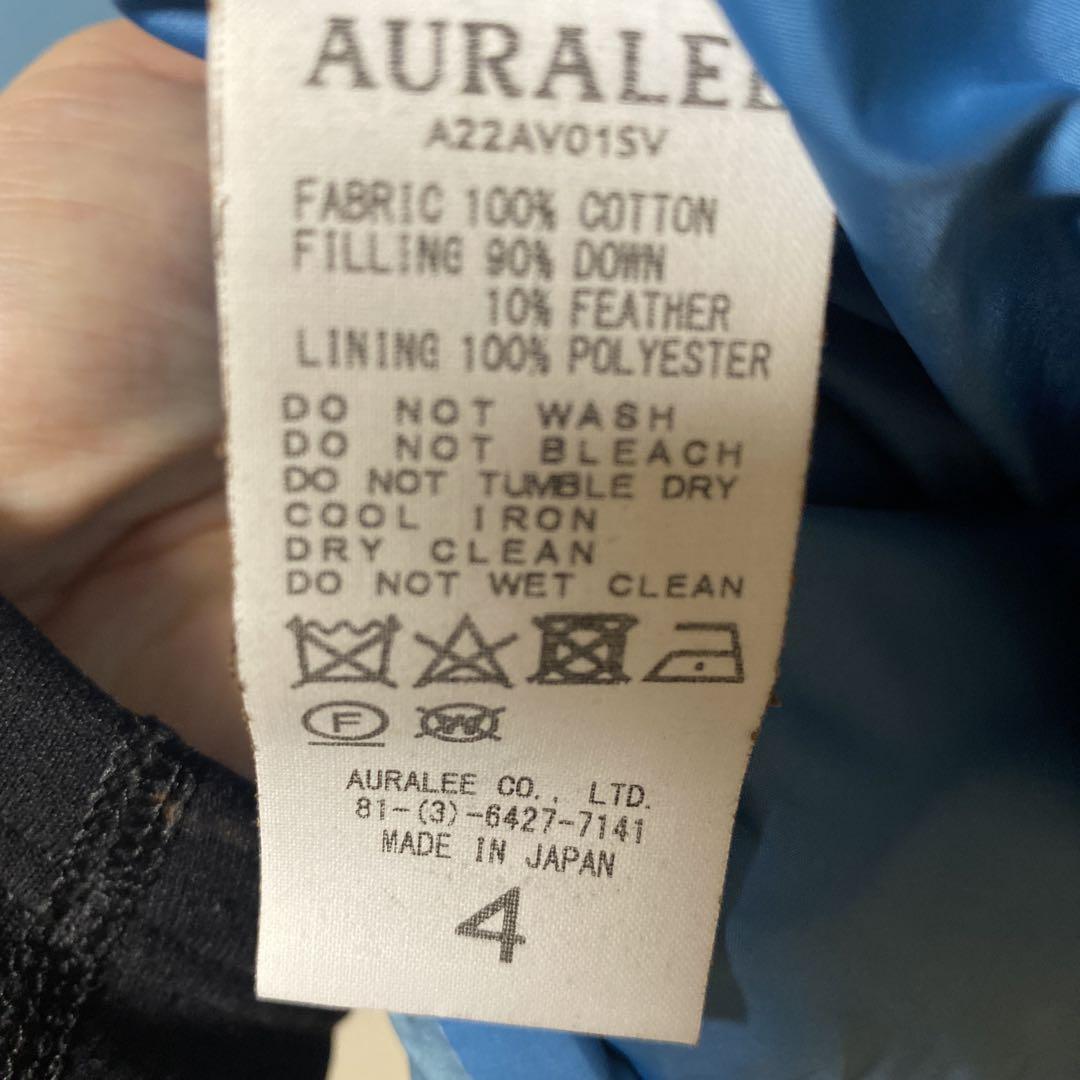 AURALEE
A22AV01SV
FABRIC 100% COTTON
FILLING 90% DOWN
10% FEATHER
LINING 100% POLYESTER
DO NOT WASH
DO NOT BLEACH
DO NOT TUMBLE DRY
COOL IRON
DRY CLEAN
DO NOT WET CLEAN
F W
AURALEE CO., LTD.
81-(3)-6427-7141
MADE IN JAPAN
4